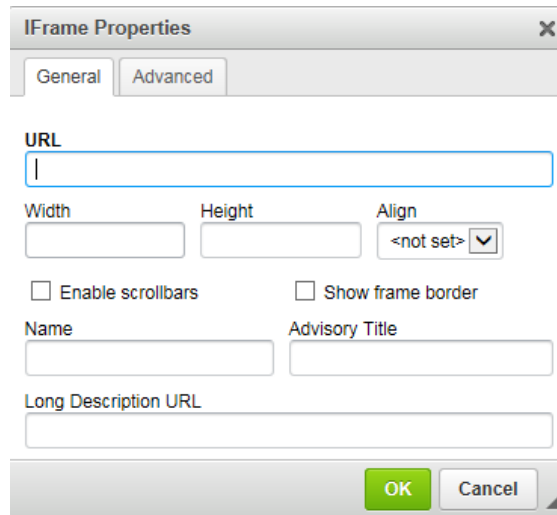 IFrame Properties
General Advanced
URL
Width Height Align
<not set>
Enable scrollbars Show frame border
Name Advisory Title
Long Description URL
OK Cancel